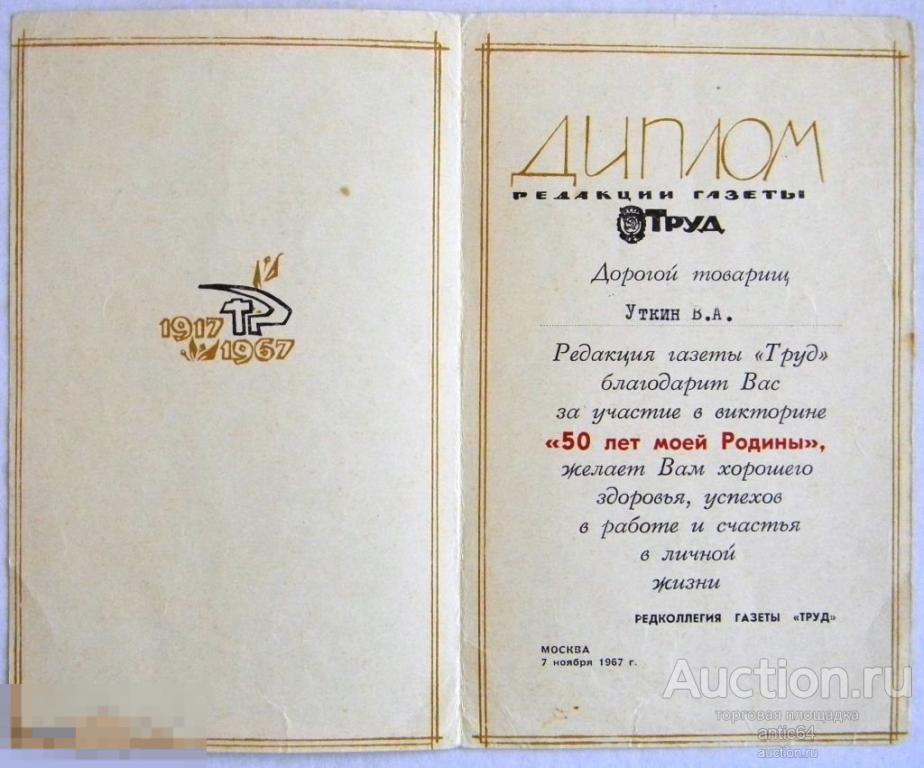 1917
1967
ДИПЛОМ
РЕДАКЦИИ ГАЗЕТЫ
ТРУД
Дорогой товарищ
Уткин В.А.
Редакция газеты «Труд»
благодарит Вас
за участие в викторине
«50 лет моей Родины»,
желает Вам хорошего
здоровья, успехов
в работе и счастья
в личной
жизни
РЕДКОЛЛЕГИЯ ГАЗЕТЫ «ТРУД»
МОСКВА
7 ноября 1967 г.
Auction.ru
торговая площадка
antic64
auction.ru